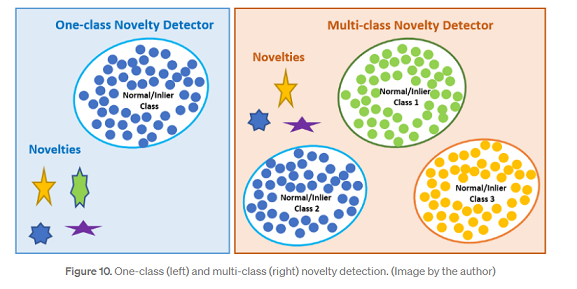 One-class Novelty Detector
Normal/Inlier
Class
Novelties
Multi-class Novelty Detector
Novelties
Normal/Inlier
Class 1
Normal/Inlier
Class 2
Normal/Inlier
Class 3
Figure 10. One-class (left) and multi-class (right) novelty detection. (Image by the author)